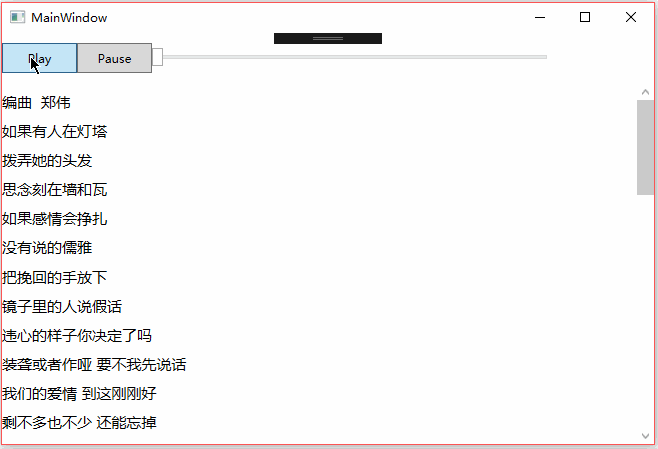 MainWindow
Play Pause
编曲 郑伟
如果有人在灯塔
拨弄她的头发
思念刻在墙和瓦
如果感情会挣扎
没有说的儒雅
把挽回的手放下
镜子里的人说假话
违心的样子你决定了吗
装聋或者作哑 要不我先说话
我们的爱情 到这刚刚好
剩不多也不少 还能忘掉